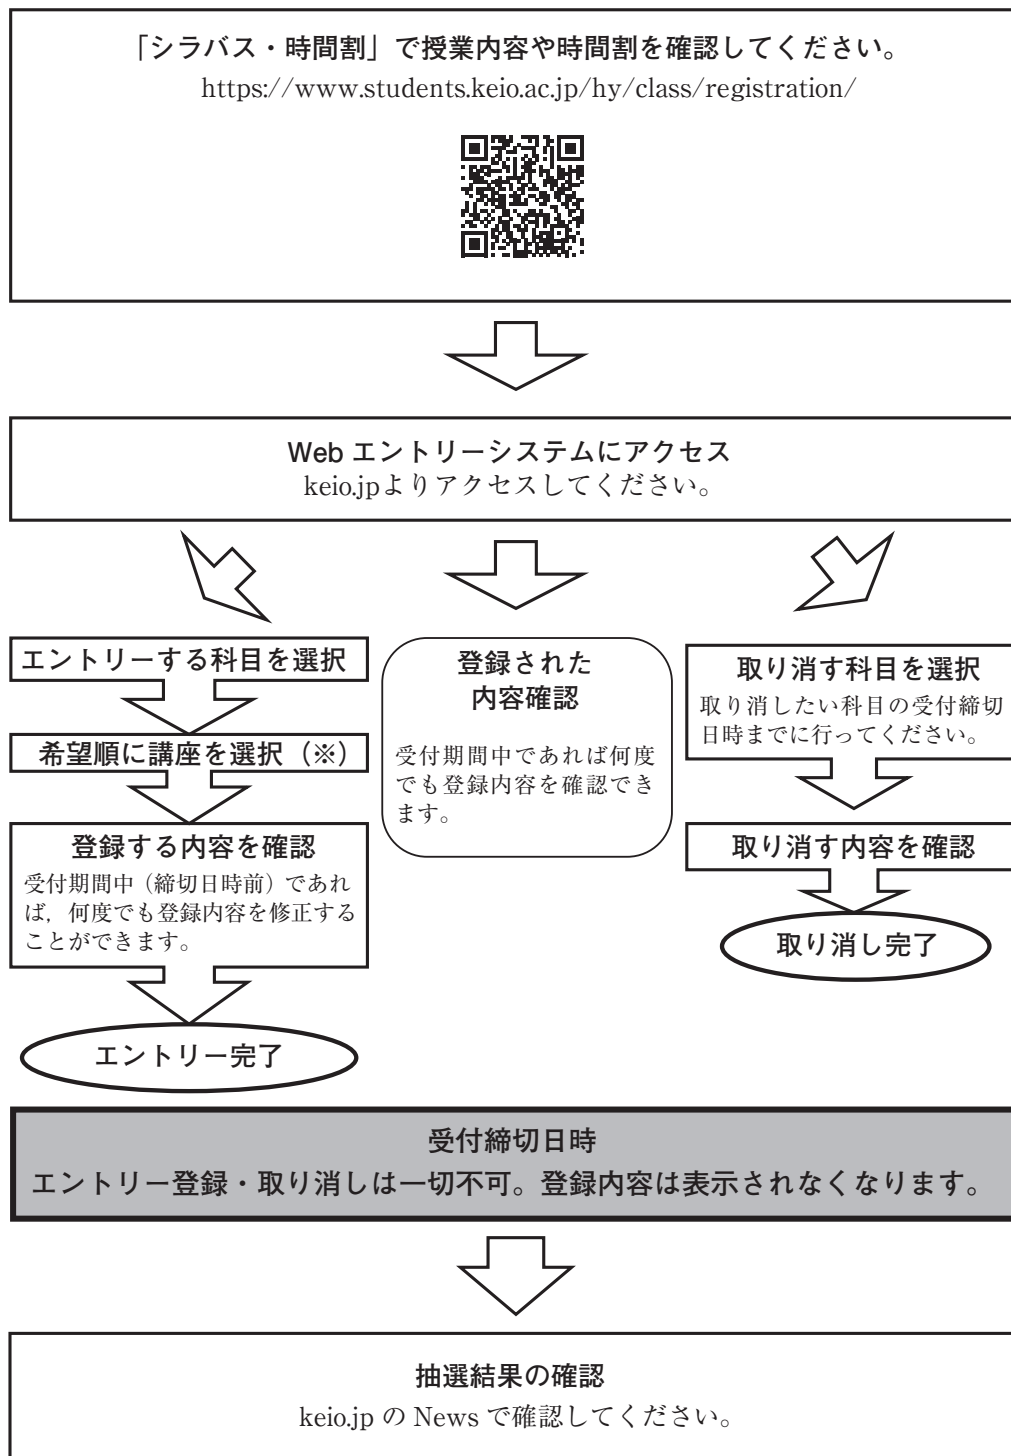 「シラバス・時間割」で授業内容や時間割を確認してください。
https://www.students.keio.ac.jp/hy/class/registration/
Web エントリーシステムにアクセス
keio.jpよりアクセスしてください。
エントリーする科目を選択
希望順に講座を選択（※）
登録する内容を確認
受付期間中（締切日時前）であれ
ば，何度でも登録内容を修正する
ことができます。
エントリー完了
登録された
内容確認
受付期間中であれば何度
でも登録内容を確認でき
ます。
取り消す科目を選択
取り消したい科目の受付締切
日時までに行ってください。
取り消す内容を確認
取り消し完了
受付締切日時
エントリー登録・取り消しは一切不可。登録内容は表示されなくなります。
抽選結果の確認
keio.jp の News で確認してください。